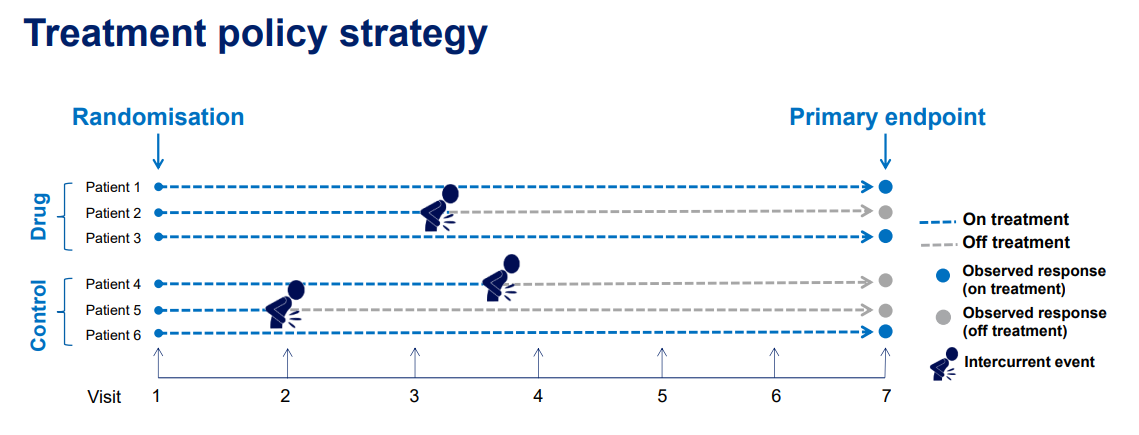 Treatment policy strategy
Randomisation
Primary endpoint
Drug
Patient 1
Patient 2
Patient 3
Control
Patient 4
Patient 5
Patient 6
Visit 1 2 3 4 5 6 7
On treatment
Off treatment
Observed response
(on treatment)
Observed response
(off treatment)
Intercurrent event